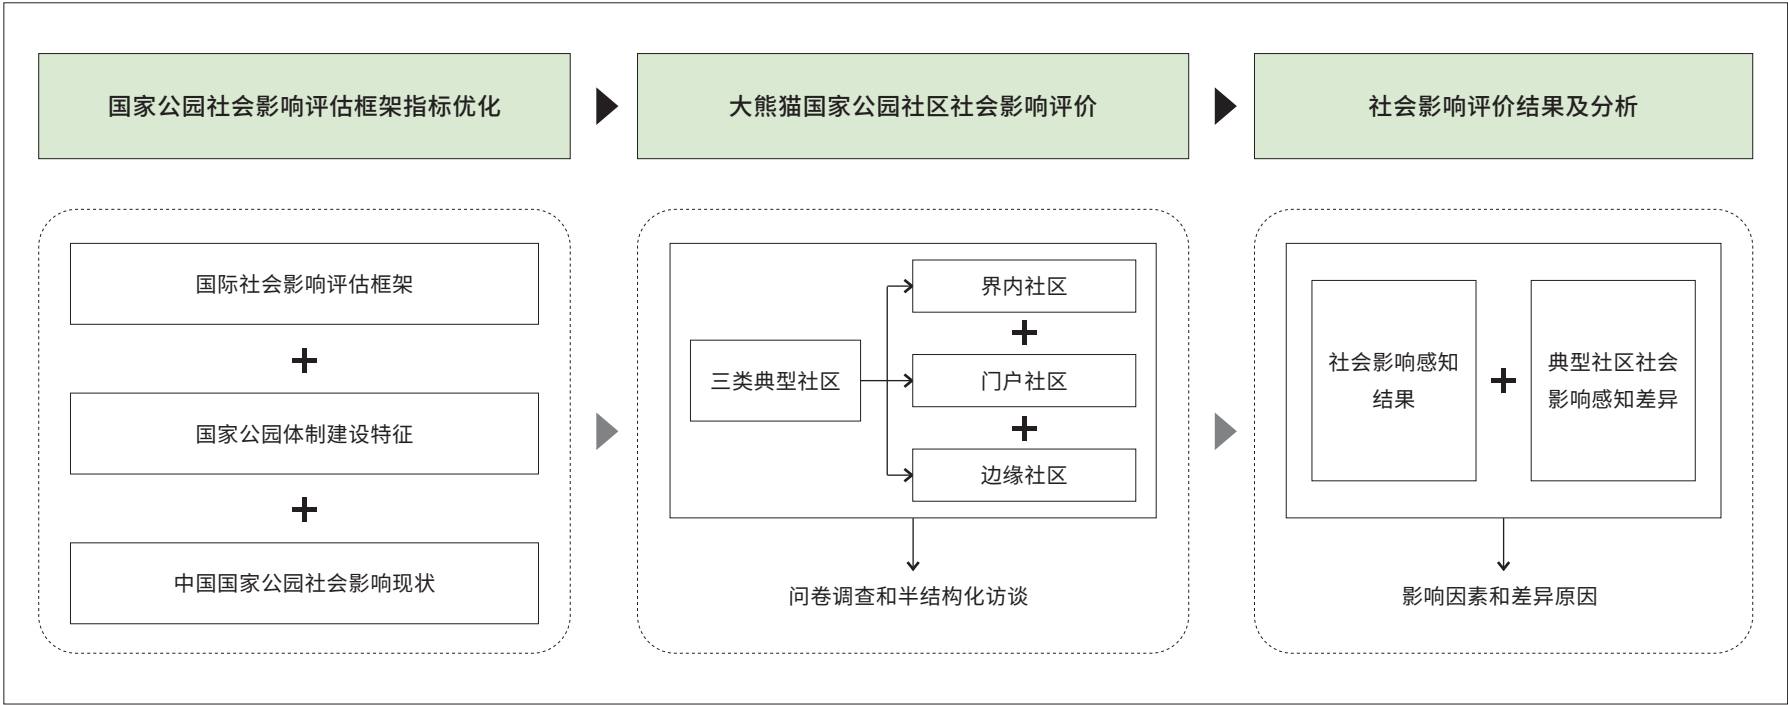 国家公园社会影响评估框架指标优化
大熊猫国家公园社区社会影响评价
社会影响评价结果及分析
国际社会影响评估框架
+
国家公园体制建设特征
+
中国国家公园社会影响现状
三类典型社区
界内社区
+
门户社区
+
边缘社区
问卷调查和半结构化访谈
社会影响感知
结果
+
典型社区社会
影响感知差异
影响因素和差异原因